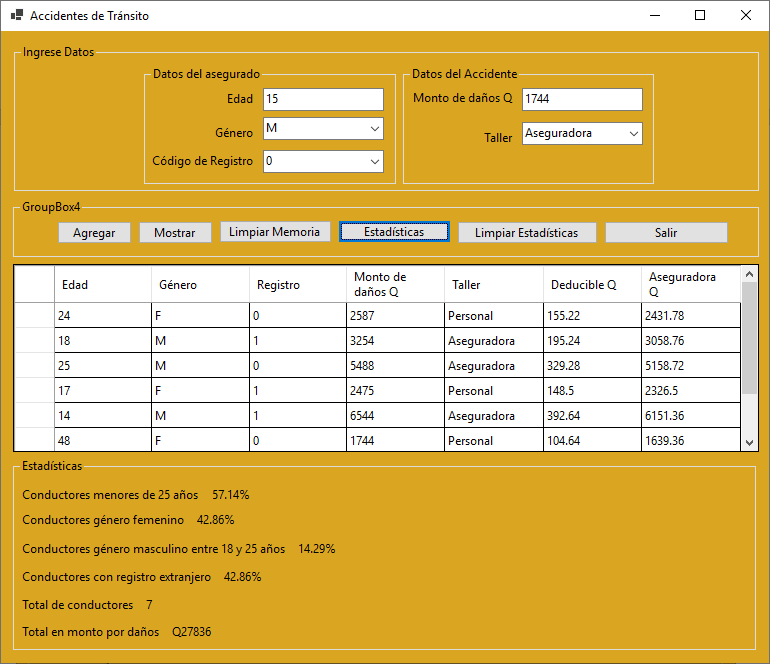 Accidentes de Tránsito
Ingrese Datos
Datos del asegurado
Edad 15
Género M
Código de Registro 0
Datos del Accidente
Monto de daños Q 1744
Taller Aseguradora
GroupBox4
Agregar Mostrar Limpiar Memoria Estadísticas Limpiar Estadísticas Salir
Edad Género Registro Monto de daños Q Taller Deducible Q Aseguradora Q
24 F 0 2587 Personal 155.22 2431.78
18 M 1 3254 Aseguradora 195.24 3058.76
25 M 0 5488 Aseguradora 329.28 5158.72
17 F 1 2475 Personal 148.5 2326.5
14 M 1 6544 Aseguradora 392.64 6151.36
48 F 0 1744 Personal 104.64 1639.36
Estadísticas
Conductores menores de 25 años 57.14%
Conductores género femenino 42.86%
Conductores género masculino entre 18 y 25 años 14.29%
Conductores con registro extranjero 42.86%
Total de conductores 7
Total en monto por daños Q27836